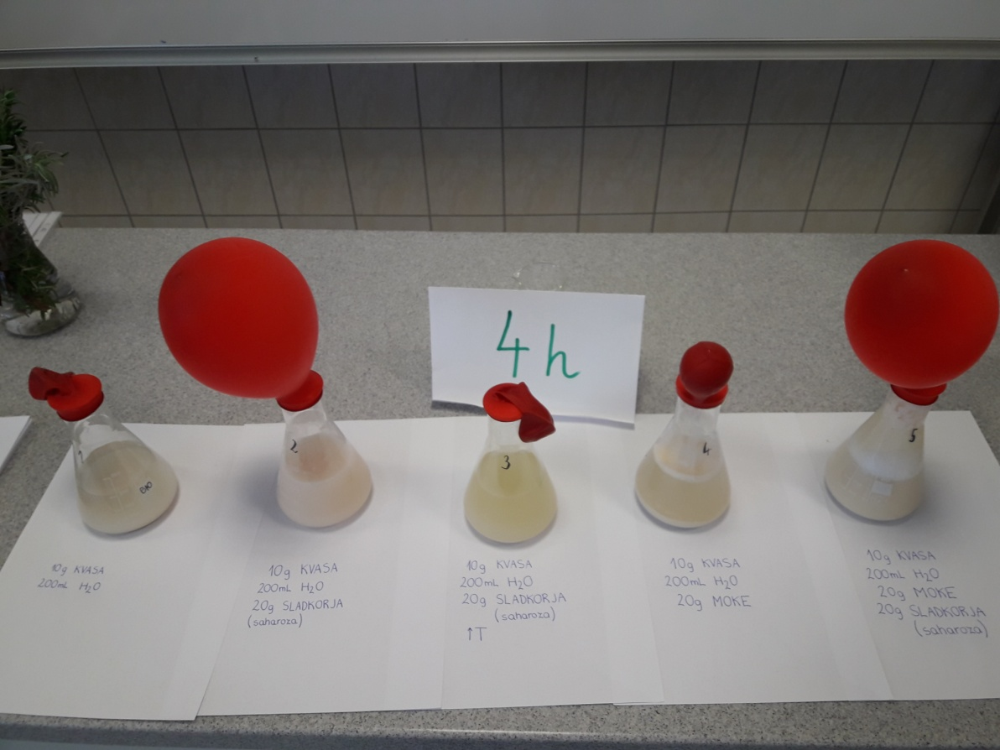 4 h
1
BIO
2
3
4
5
10g KVASA
200mL H₂O
10g KVASA
200mL H₂O
20g SLADKORJA
(saharoza)
10g KVASA
200mL H₂O
20g SLADKORJA
(saharoza)
↑T
10g KVASA
200mL H₂O
20g MOKE
10g KVASA
200mL H₂O
20g MOKE
20g SLADKORJA
(saharoza)